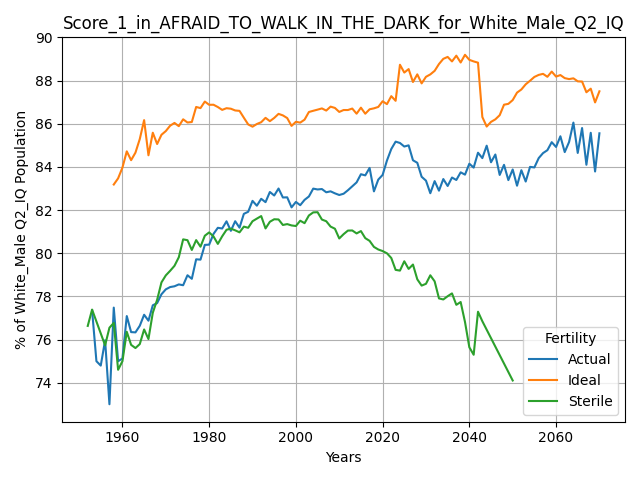 Score_1_in_AFRAID_TO_WALK_IN_THE_DARK_for_White_Male_Q2_IQ
% of White_Male Q2_IQ Population
90
88
86
84
82
80
78
76
74
Fertility
Actual
Ideal
Sterile
1960 1980 2000 2020 2040 2060
Years